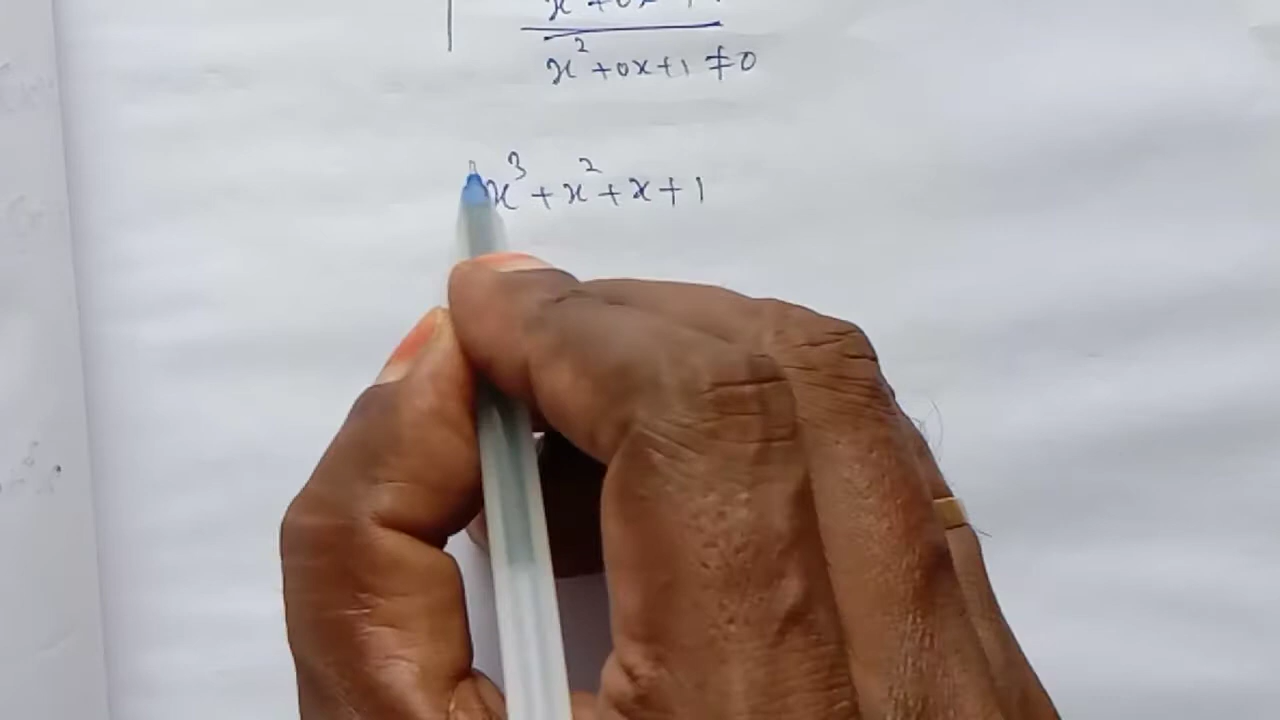 x² + 0x + 1 ≠ 0
x³ + x² + x + 1